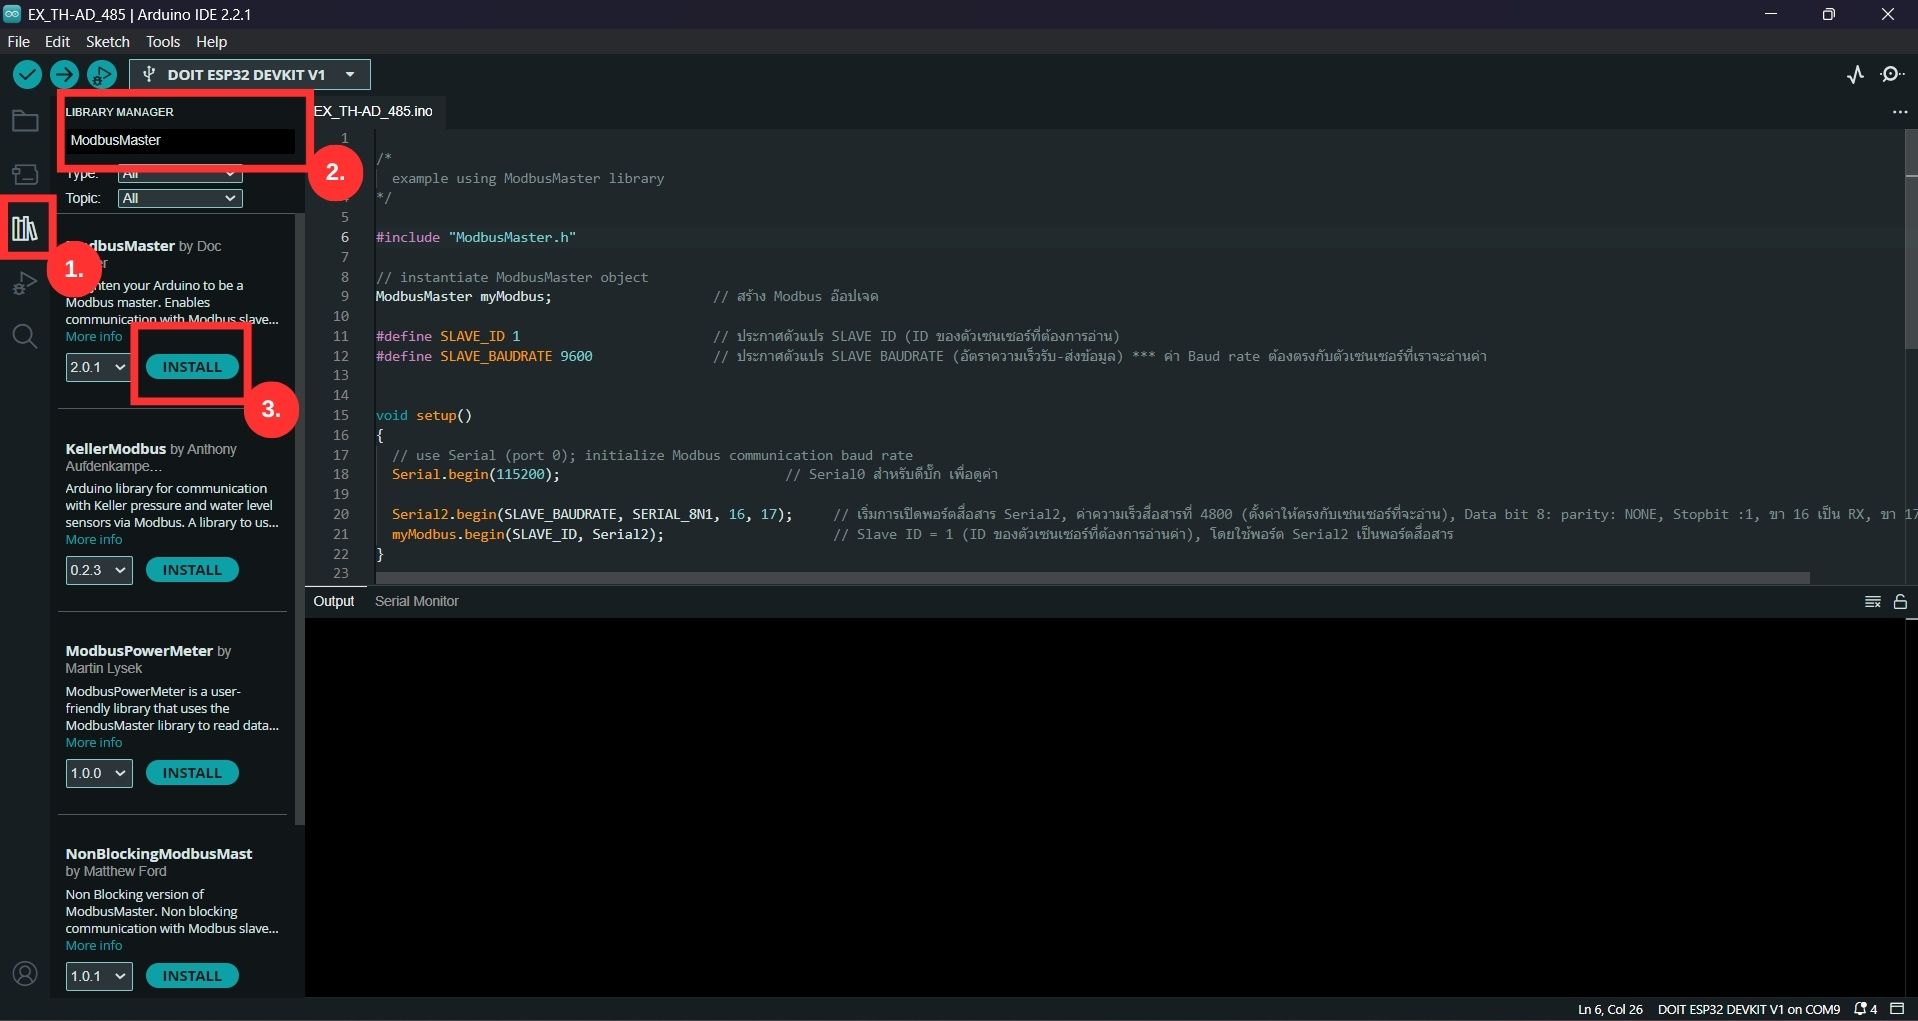 EX_TH-AD_485 | Arduino IDE 2.2.1
File Edit Sketch Tools Help
DOIT ESP32 DEVKIT V1
LIBRARY MANAGER
ModbusMaster
Type: All
Topic: All
1.
2.
3.
by Doc
Arduino to be a
Modbus master. Enables
communication with Modbus slave...
More info
2.0.1 INSTALL
KellerModbus by Anthony
Aufdenkampe...
Arduino library for communication
with Keller pressure and water level
sensors via Modbus. A library to us...
More info
0.2.3 INSTALL
ModbusPowerMeter by
Martin Lysek
ModbusPowerMeter is a user-
friendly library that uses the
ModbusMaster library to read data...
More info
1.0.0 INSTALL
NonBlockingModbusMast
by Matthew Ford
Non Blocking version of
ModbusMaster. Non blocking
communication with Modbus slave...
More info
1.0.1 INSTALL
EX_TH-AD_485.ino
1
/*
example using ModbusMaster library
*/
5
6 #include "ModbusMaster.h"
7
8 // instantiate ModbusMaster object
9 ModbusMaster myModbus; // สร้าง Modbus อ็อปเจค
10
11 #define SLAVE_ID 1 // ประกาศตัวแปร SLAVE ID (ID ของตัวเซนเซอร์ที่ต้องการอ่าน)
12 #define SLAVE_BAUDRATE 9600 // ประกาศตัวแปร SLAVE BAUDRATE (อัตราความเร็วรับ-ส่งข้อมูล) *** ค่า Baud rate ต้องตรงกับตัวเซนเซอร์ที่เราจะอ่านค่า
13
14
15 void setup()
16 {
17 // use Serial (port 0); initialize Modbus communication baud rate
18 Serial.begin(115200); // Serial0 สำหรับดีบั๊ก เพื่อดูค่า
19
20 Serial2.begin(SLAVE_BAUDRATE, SERIAL_8N1, 16, 17); // เริ่มการเปิดพอร์ตสื่อสาร Serial2, ค่าความเร็วสื่อสารที่ 4800 (ตั้งค่าให้ตรงกับเซนเซอร์ที่จะอ่าน), Data bit 8: parity: NONE, Stopbit :1, ขา 16 เป็น RX, ขา 17
21 myModbus.begin(SLAVE_ID, Serial2); // Slave ID = 1 (ID ของตัวเซนเซอร์ที่ต้องการอ่านค่า), โดยใช้พอร์ต Serial2 เป็นพอร์ตสื่อสาร
22 }
23
Output Serial Monitor
Ln 6, Col 26 DOIT ESP32 DEVKIT V1 on COM9 4